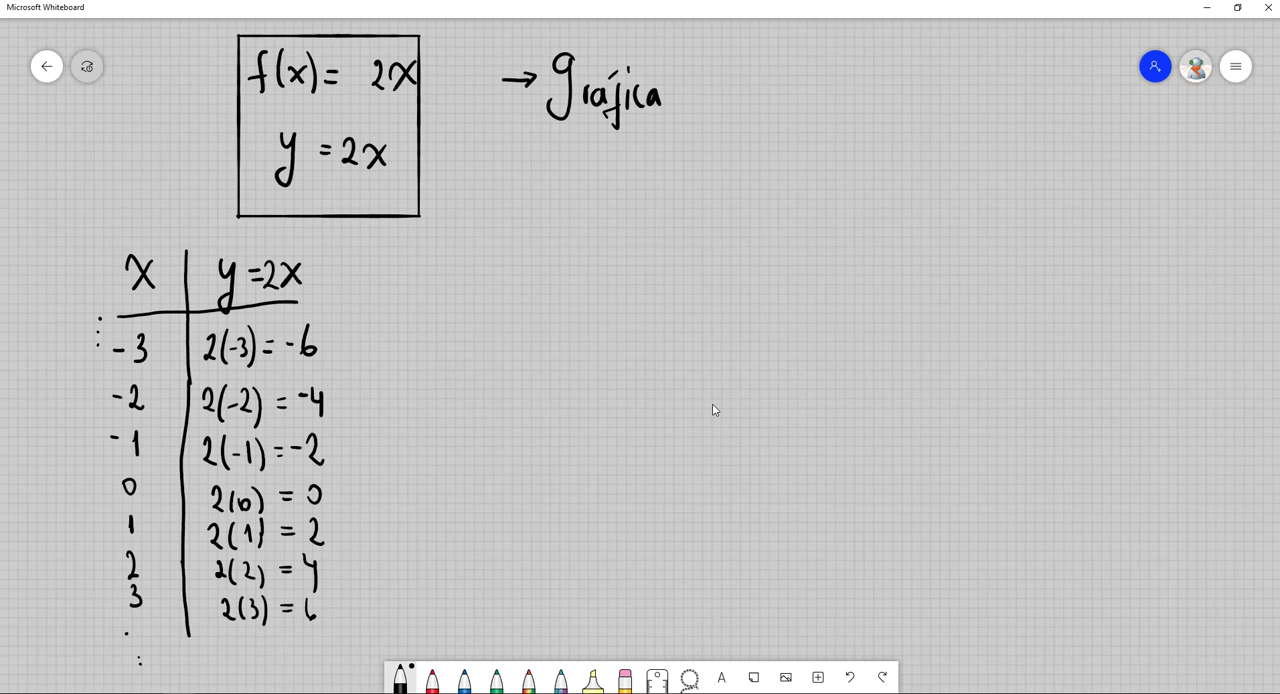 Microsoft Whiteboard
f(x) = 2x
→ Gráfica
y = 2x
x | y = 2x
-3 | 2(-3) = -6
-2 | 2(-2) = -4
-1 | 2(-1) = -2
0 | 2(0) = 0
1 | 2(1) = 2
2 | 2(2) = 4
3 | 2(3) = 6
A